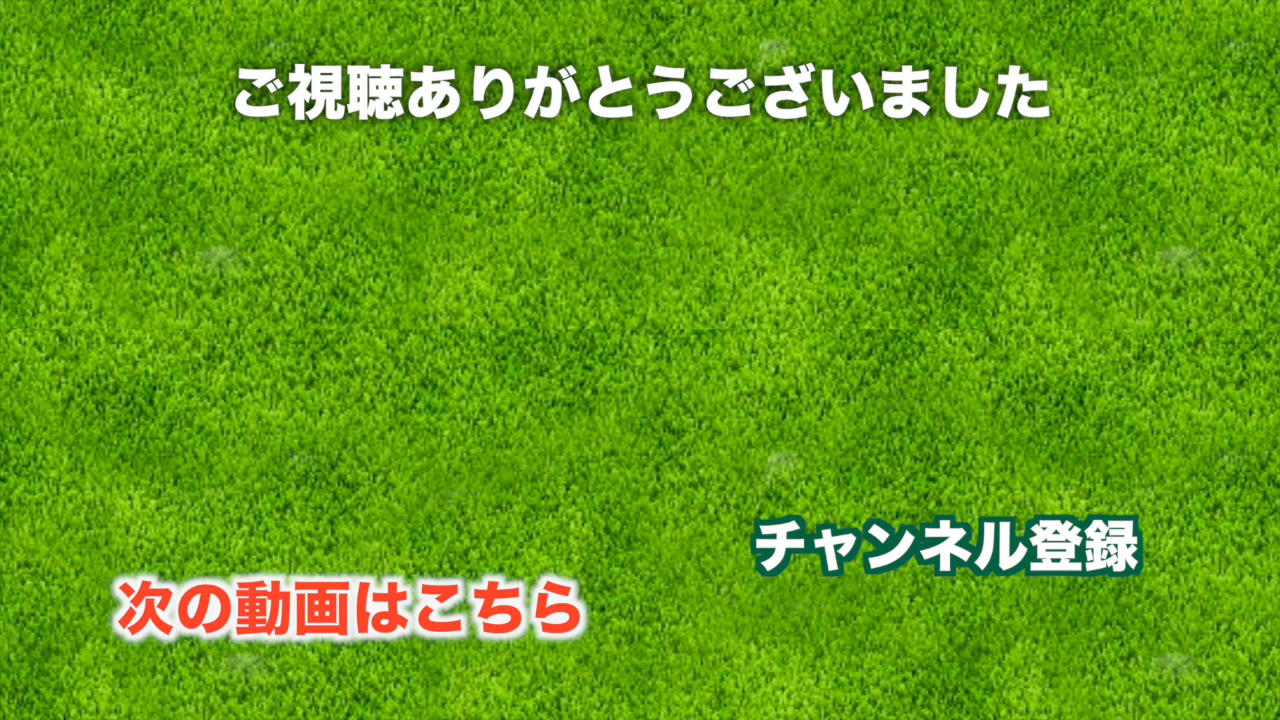 ご視聴ありがとうございました
チャンネル登録
次の動画はこちら